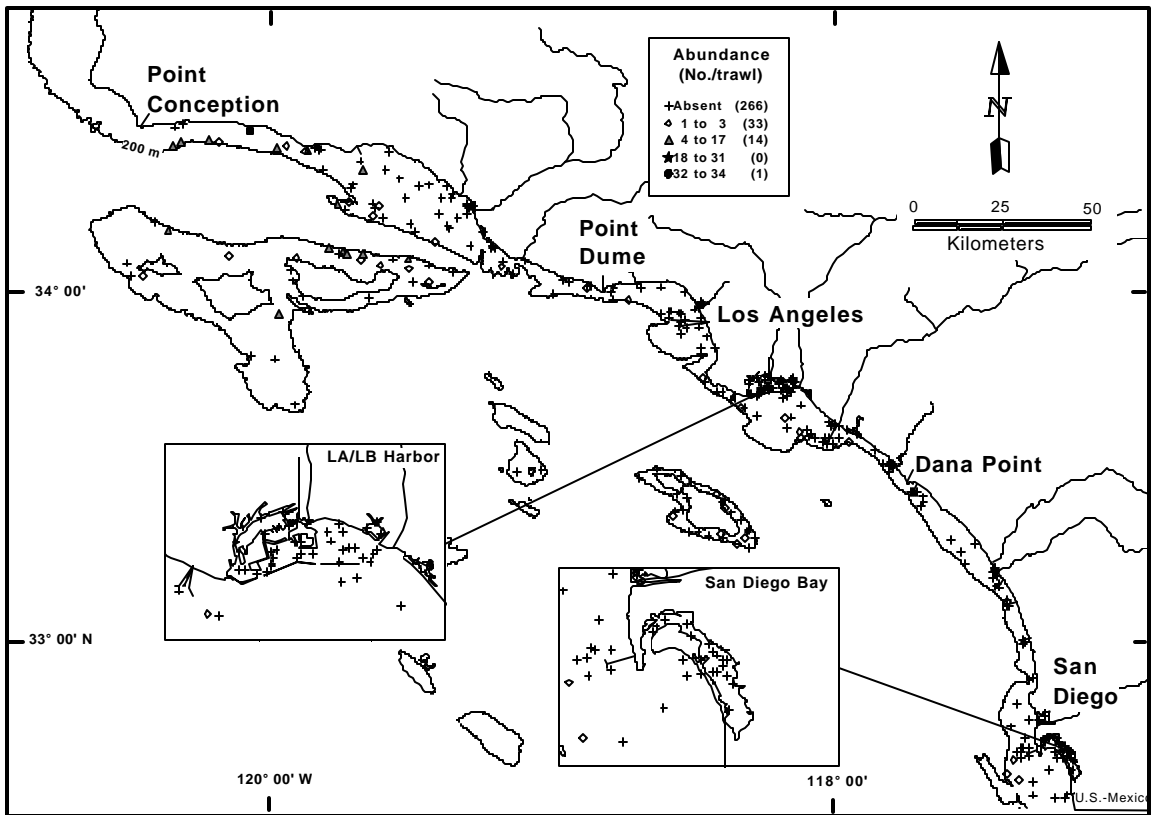 Point
Conception
200 m
Abundance
(No./trawl)
Absent (266)
1 to 3 (33)
4 to 17 (14)
18 to 31 (0)
32 to 34 (1)
N
0 25 50
Kilometers
Point
Dume
34° 00'
Los Angeles
LA/LB Harbor
Dana Point
San Diego Bay
33° 00' N
San
Diego
120° 00' W
118° 00'
U.S.-Mexico